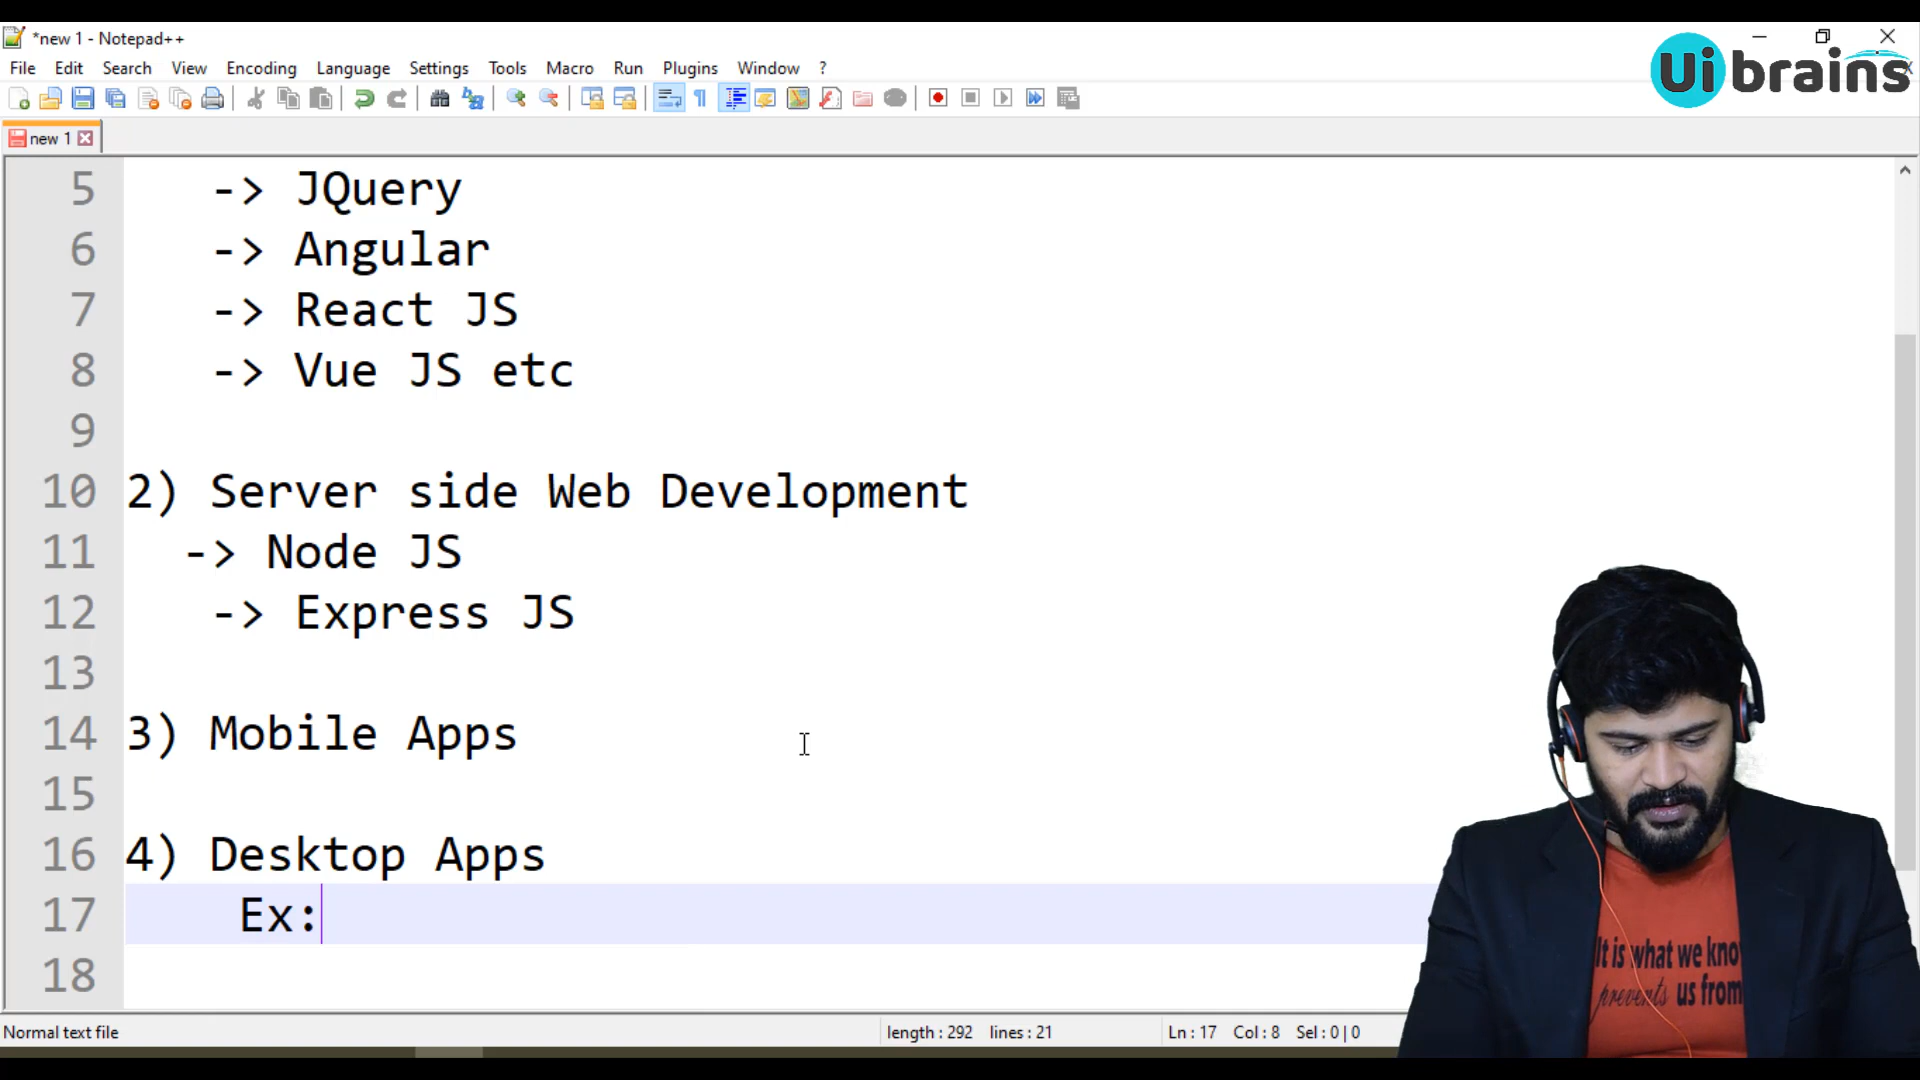 *new 1 - Notepad++
Ui brains
File Edit Search View Encoding Language Settings Tools Macro Run Plugins Window ?
new 1
5 -> JQuery
6 -> Angular
7 -> React JS
8 -> Vue JS etc
9
10 2) Server side Web Development
11 -> Node JS
12 -> Express JS
13
14 3) Mobile Apps
15
16 4) Desktop Apps
17 Ex:
18
It is what we know
prevents us from
Normal text file length : 292 lines : 21 Ln : 17 Col : 8 Sel : 0 | 0